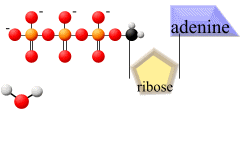 - - -
-
adenine
ribose